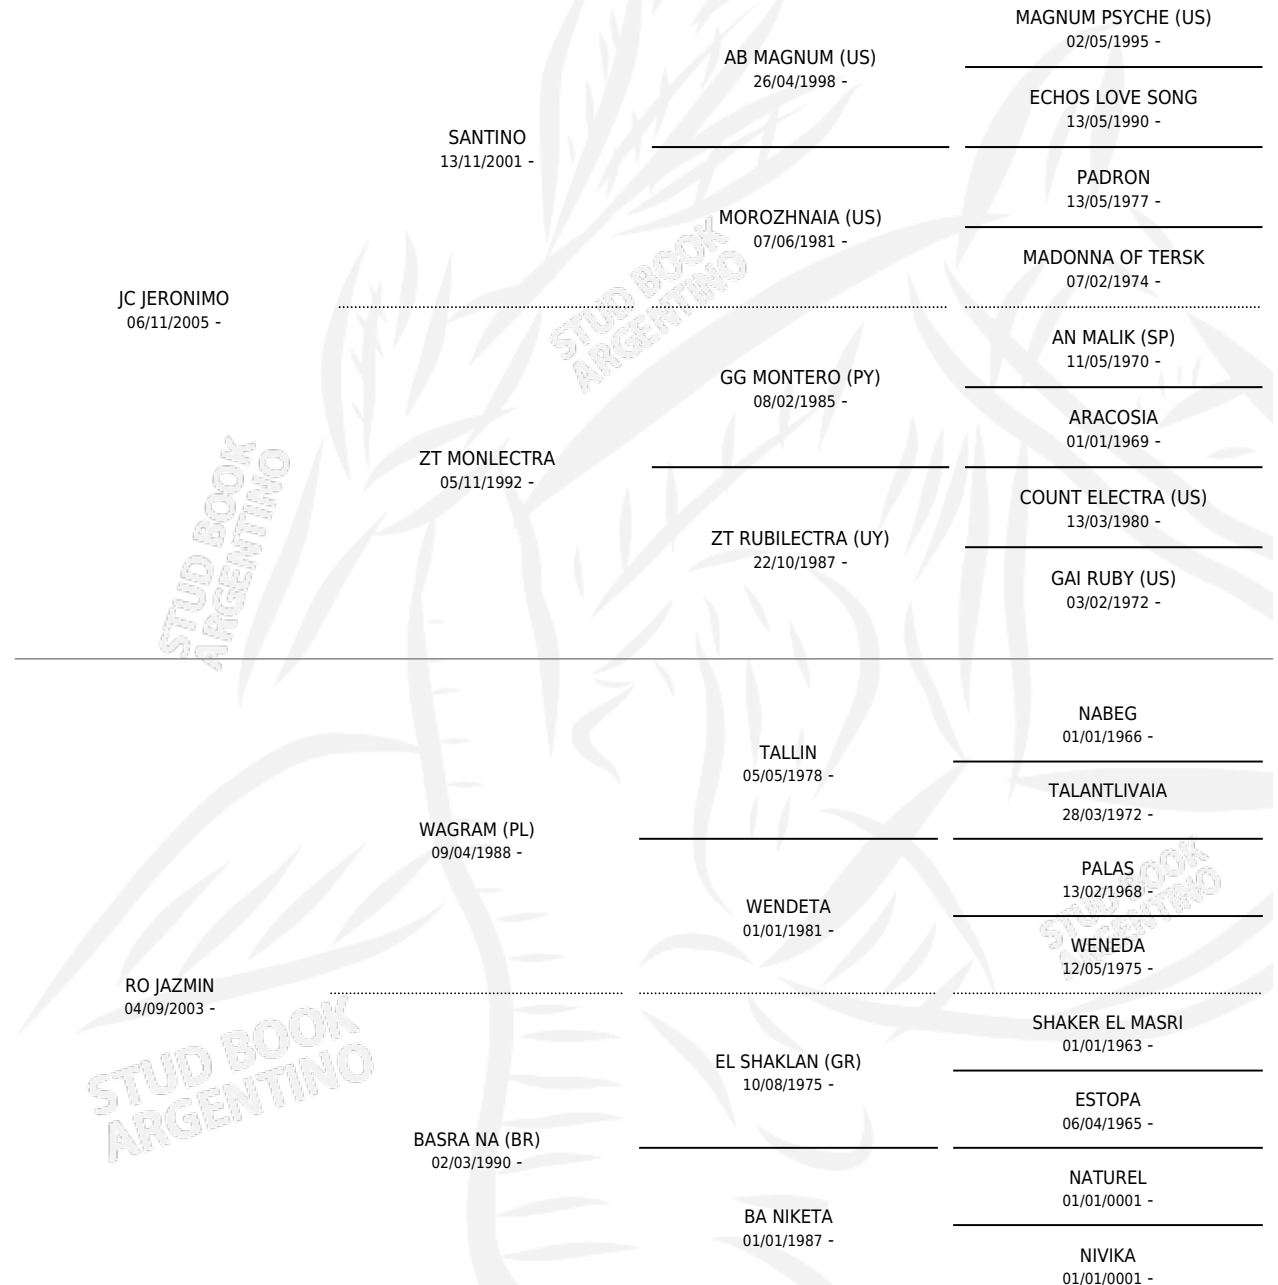 MAGNUM PSYCHE (US)
02/05/1995 -
AB MAGNUM (US)
26/04/1998 -
ECHOS LOVE SONG
13/05/1990 -
SANTINO
13/11/2001 -
PADRON
13/05/1977 -
MOROZHNAIA (US)
07/06/1981 -
MADONNA OF TERSK
07/02/1974 -
JC JERONIMO
06/11/2005 -
STUD BOOK
ARGENTINO
AN MALIK (SP)
11/05/1970 -
GG MONTERO (PY)
08/02/1985 -
ARACOSIA
01/01/1969 -
ZT MONLECTRA
05/11/1992 -
COUNT ELECTRA (US)
13/03/1980 -
ZT RUBILECTRA (UY)
22/10/1987 -
GAI RUBY (US)
03/02/1972 -
STUD BOOK
ARGENTINO
NABEG
01/01/1966 -
TALLIN
05/05/1978 -
TALANTLIVAIA
28/03/1972 -
WAGRAM (PL)
09/04/1988 -
PALAS
13/02/1968 -
WENDETA
01/01/1981 -
WENEDA
12/05/1975 -
STUD BOOK
ARGENTINO
RO JAZMIN
04/09/2003 -
STUD BOOK
ARGENTINO
SHAKER EL MASRI
01/01/1963 -
EL SHAKLAN (GR)
10/08/1975 -
ESTOPA
06/04/1965 -
BASRA NA (BR)
02/03/1990 -
NATUREL
01/01/0001 -
BA NIKETA
01/01/1987 -
NIVIKA
01/01/0001 -